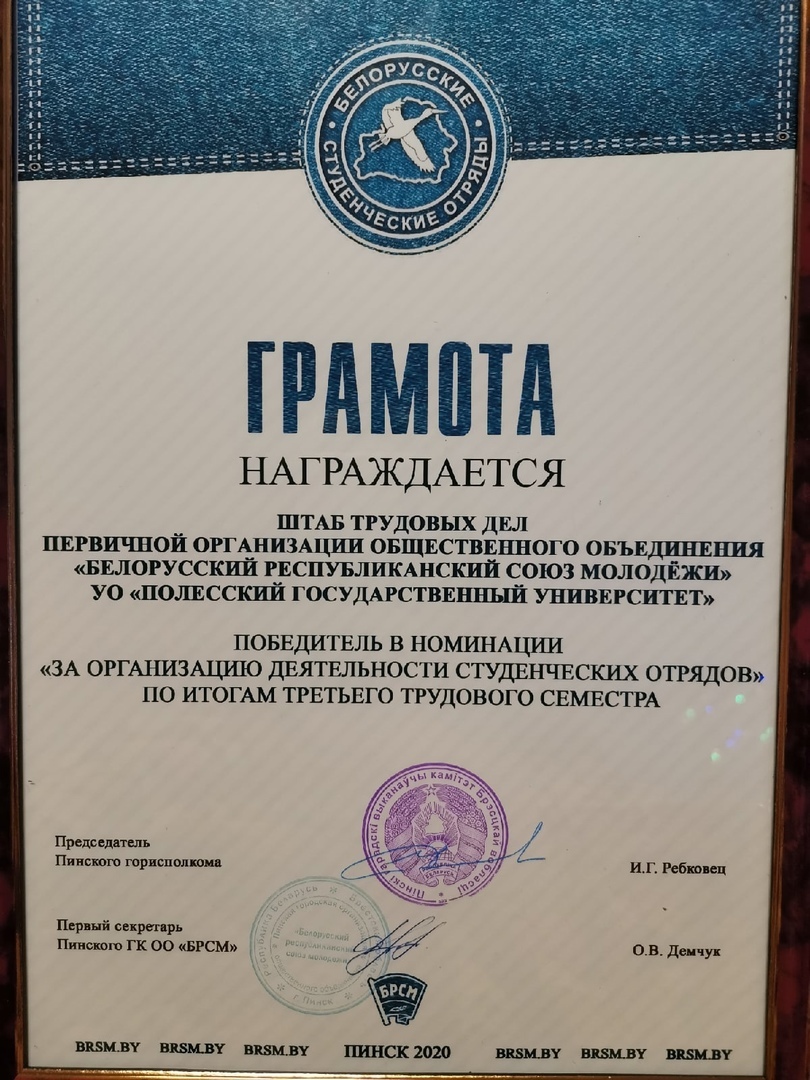 БЕЛОРУССКИЕ
СТУДЕНЧЕСКИЕ ОТРЯДЫ
ГРАМОТА
НАГРАЖДАЕТСЯ
ШТАБ ТРУДОВЫХ ДЕЛ
ПЕРВИЧНОЙ ОРГАНИЗАЦИИ ОБЩЕСТВЕННОГО ОБЪЕДИНЕНИЯ
«БЕЛОРУССКИЙ РЕСПУБЛИКАНСКИЙ СОЮЗ МОЛОДЁЖИ»
УО «ПОЛЕССКИЙ ГОСУДАРСТВЕННЫЙ УНИВЕРСИТЕТ»
ПОБЕДИТЕЛЬ В НОМИНАЦИИ
«ЗА ОРГАНИЗАЦИЮ ДЕЯТЕЛЬНОСТИ СТУДЕНЧЕСКИХ ОТРЯДОВ»
ПО ИТОГАМ ТРЕТЬЕГО ТРУДОВОГО СЕМЕСТРА
Пінскі гарадскі выканаўчы камітэт Брэсцкай вобласці
Председатель
Пинского горисполкома
И.Г. Ребковец
Республика Беларусь
«Белорусский
республиканский
союз молодежи»
г. Пинск
Первый секретарь
Пинского ГК ОО «БРСМ»
О.В. Демчук
БРСМ
BRSM.BY BRSM.BY BRSM.BY ПИНСК 2020 BRSM.BY BRSM.BY BRSM.BY